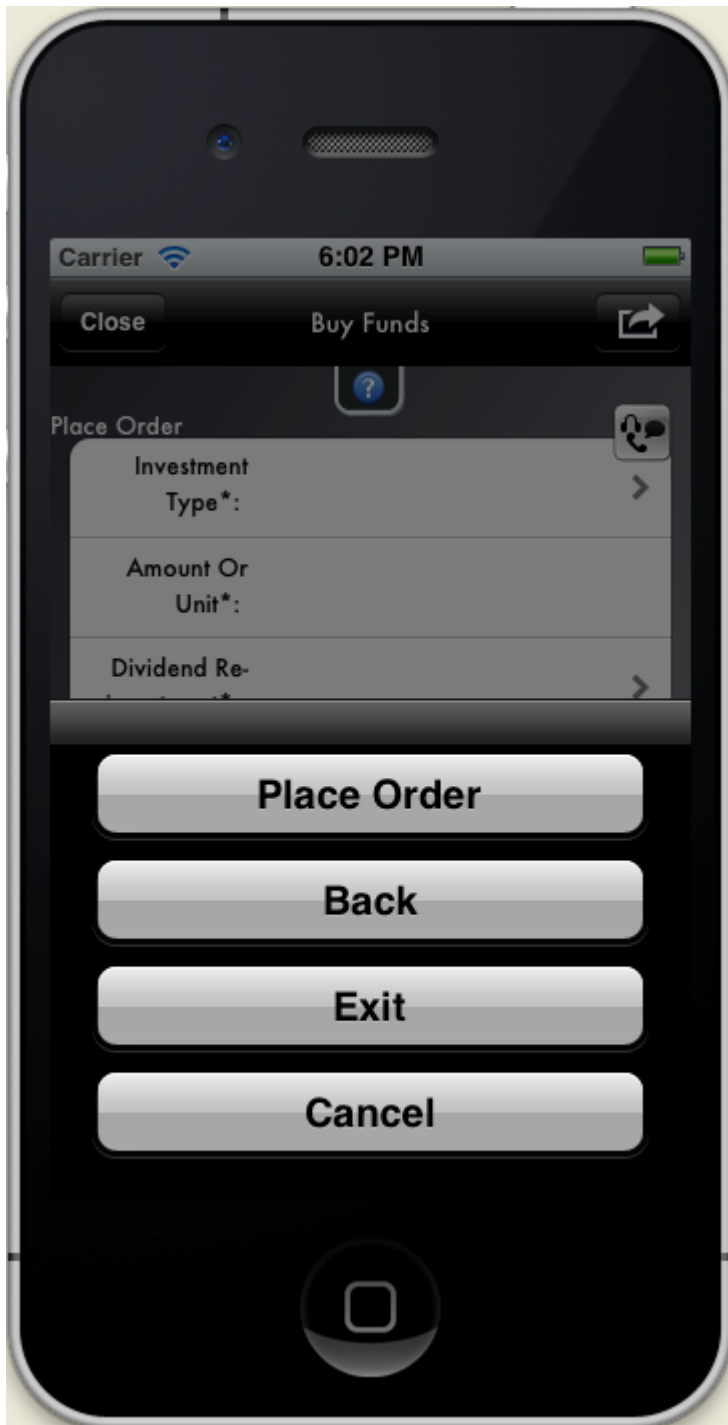 Carrier 6:02 PM
Close Buy Funds
?
Place Order
Investment
Type*:
Amount Or
Unit*:
Dividend Re-
Place Order
Back
Exit
Cancel